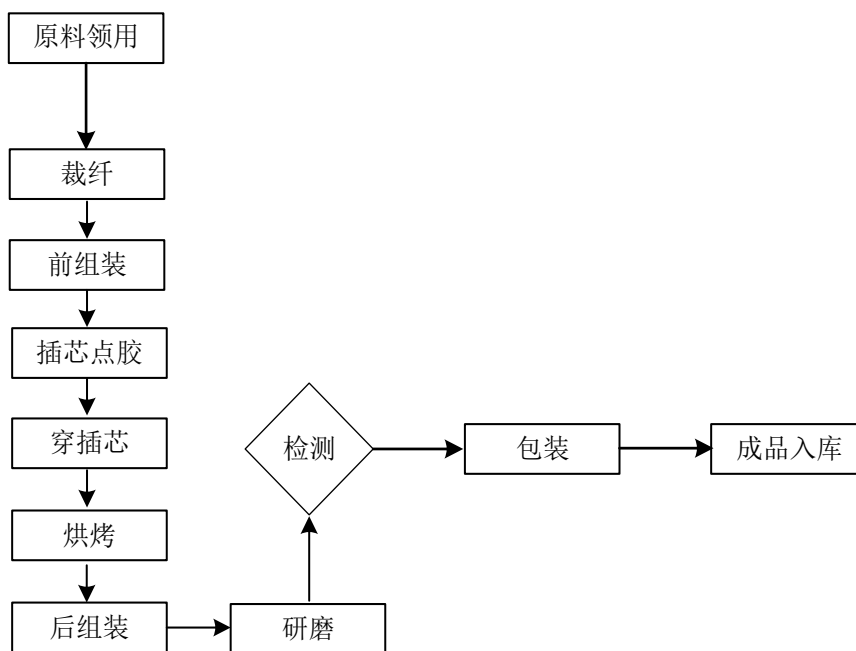 原料领用
裁纤
前组装
插芯点胶
穿插芯
烘烤
后组装
研磨
检测
包装
成品入库